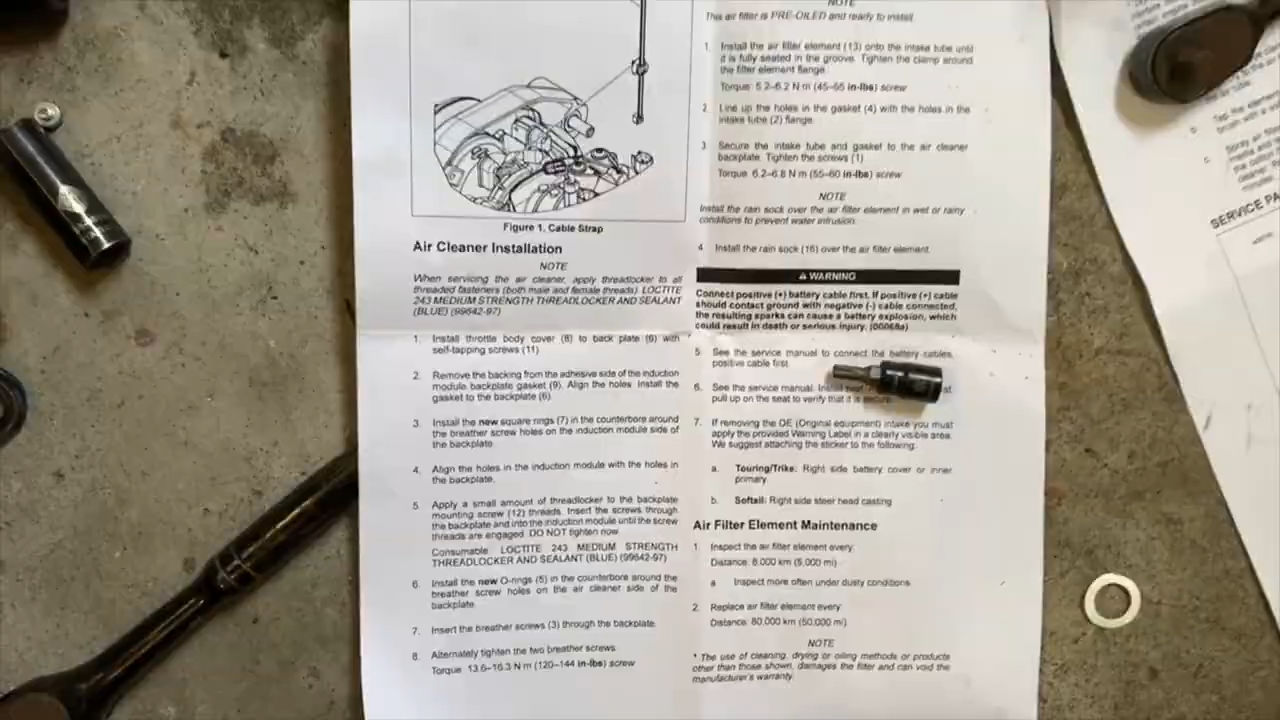 Figure 1. Cable Strap
Air Cleaner Installation
NOTE
When servicing the air cleaner, apply threadlocker to all
threaded fasteners (both male and female threads). LOCTITE
243 MEDIUM STRENGTH THREADLOCKER AND SEALANT
(BLUE) (99642-97)
1. Install throttle body cover (8) to back plate (6) with
self-tapping screws (11).
2. Remove the backing from the adhesive side of the induction
module backplate gasket (9). Align the holes. Install the
gasket to the backplate (6).
3. Install the new square rings (7) in the counterbore around
the breather screw holes on the induction module side of
the backplate.
4. Align the holes in the induction module with the holes in
the backplate.
5. Apply a small amount of threadlocker to the backplate
mounting screw (12) threads. Insert the screws through
the backplate and into the induction module until the screw
threads are engaged. DO NOT tighten now.
Consumable: LOCTITE 243 MEDIUM STRENGTH
THREADLOCKER AND SEALANT (BLUE) (99642-97)
6. Install the new O-rings (5) in the counterbore around the
breather screw holes on the air cleaner side of the
backplate.
7. Insert the breather screws (3) through the backplate.
8. Alternately tighten the two breather screws.
Torque: 13.6–16.3 N·m (120–144 in-lbs) screw
NOTE
This air filter is PRE-OILED and ready to install.
1. Install the air filter element (13) onto the intake tube until
it is fully seated in the groove. Tighten the clamp around
the filter element flange.
Torque: 5.2–6.2 N·m (45–55 in-lbs) screw
2. Line up the holes in the gasket (4) with the holes in the
intake tube (2) flange.
3. Secure the intake tube and gasket to the air cleaner
backplate. Tighten the screws (1).
Torque: 6.2–6.8 N·m (55–60 in-lbs) screw
NOTE
Install the rain sock over the air filter element in wet or rainy
conditions to prevent water intrusion.
4. Install the rain sock (16) over the air filter element.
⚠ WARNING
Connect positive (+) battery cable first. If positive (+) cable
should contact ground with negative (-) cable connected,
the resulting sparks can cause a battery explosion, which
could result in death or serious injury. (00068a)
5. See the service manual to connect the battery cables,
positive cable first.
6. See the service manual. Install seat
pull up on the seat to verify that it is secure.
7. If removing the OE (Original equipment) intake you must
apply the provided Warning Label in a clearly visible area.
We suggest attaching the sticker to the following:
a. Touring/Trike: Right side battery cover or inner
primary.
b. Softail: Right side steer head casting
Air Filter Element Maintenance
1. Inspect the air filter element every:
Distance: 8,000 km (5,000 mi)
a. Inspect more often under dusty conditions.
2. Replace air filter element every:
Distance: 80,000 km (50,000 mi)
NOTE
* The use of cleaning, drying or oiling methods or products
other than those shown, damages the filter and can void the
manufacturer's warranty.
Tap the element
brush with a
Spray air filter
SERVICE PA